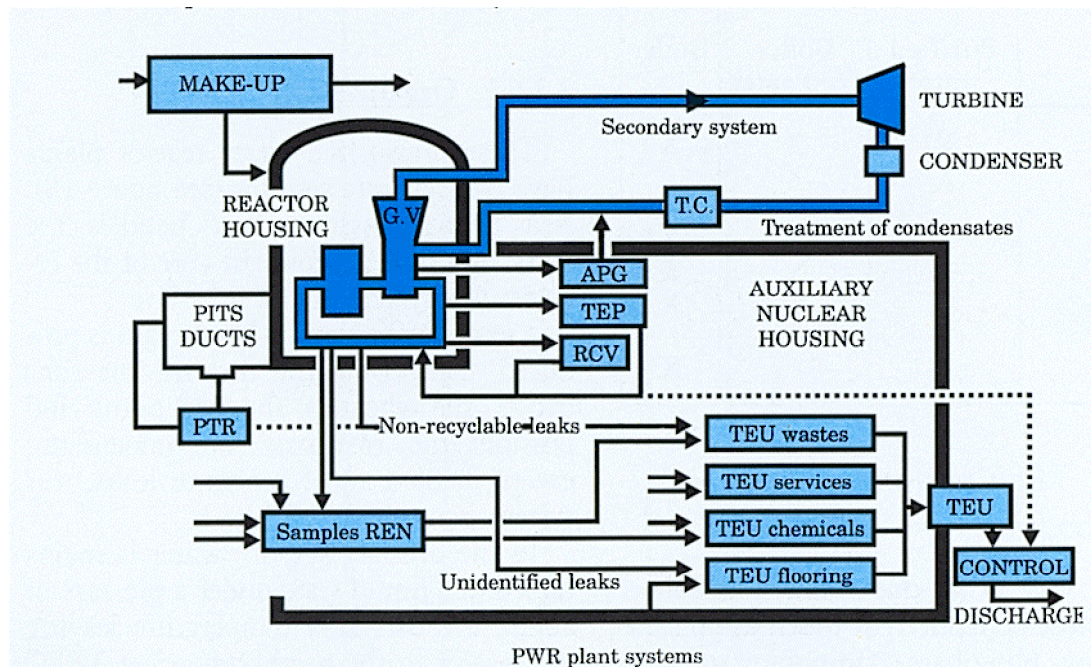 MAKE-UP
TURBINE
Secondary system
CONDENSER
REACTOR
HOUSING
G.V
T.C.
Treatment of condensates
APG
AUXILIARY
NUCLEAR
HOUSING
PITS
DUCTS
TEP
RCV
PTR
Non-recyclable leaks
TEU wastes
TEU services
TEU
Samples REN
TEU chemicals
Unidentified leaks
TEU flooring
CONTROL
DISCHARGE
PWR plant systems